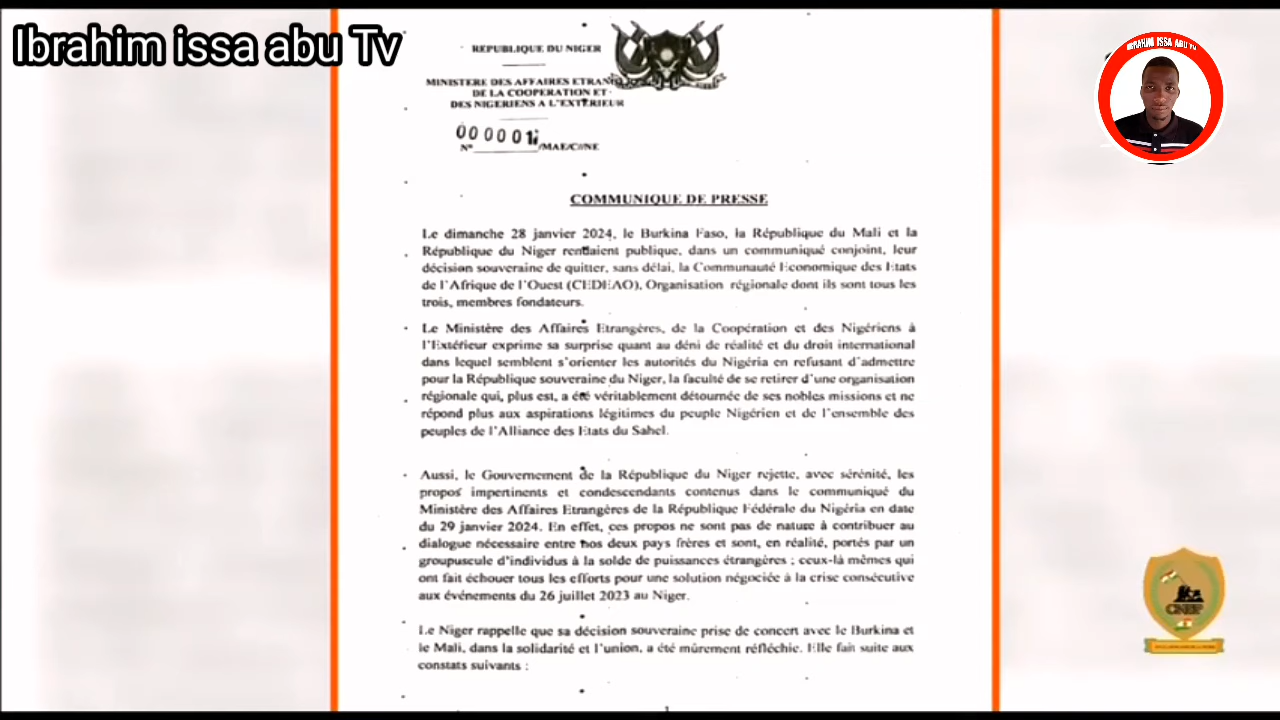 Ibrahim issa abu Tv
IBRAHIM ISSA ABU TV
REPUBLIQUE DU NIGER
MINISTERE DES AFFAIRES ETRANGERES
DE LA COOPERATION ET
DES NIGERIENS A L'EXTERIEUR
N° /MAE/C/NE
COMMUNIQUE DE PRESSE
Le dimanche 28 janvier 2024, le Burkina Faso, la République du Mali et la
République du Niger rendaient publique, dans un communiqué conjoint, leur
décision souveraine de quitter, sans délai, la Communauté Economique des Etats
de l'Afrique de l'Ouest (CEDEAO), Organisation régionale dont ils sont tous les
trois, membres fondateurs.
Le Ministère des Affaires Etrangères, de la Coopération et des Nigériens à
l'Extérieur exprime sa surprise quant au déni de réalité et du droit international
dans lequel semblent s'orienter les autorités du Nigéria en refusant d'admettre
pour la République souveraine du Niger, la faculté de se retirer d'une organisation
régionale qui, plus est, a été véritablement détournée de ses nobles missions et ne
répond plus aux aspirations légitimes du peuple Nigérien et de l'ensemble des
peuples de l'Alliance des Etats du Sahel.
Aussi, le Gouvernement de la République du Niger rejette, avec sérénité, les
propos impertinents et condescendants contenus dans le communiqué du
Ministère des Affaires Etrangères de la République Fédérale du Nigéria en date
du 29 janvier 2024. En effet, ces propos ne sont pas de nature à contribuer au
dialogue nécessaire entre nos deux pays frères et sont, en réalité, portés par un
groupuscule d'individus à la solde de puissances étrangères ; ceux-là mêmes qui
ont fait échouer tous les efforts pour une solution négociée à la crise consécutive
aux événements du 26 juillet 2023 au Niger.
Le Niger rappelle que sa décision souveraine prise de concert avec le Burkina et
le Mali, dans la solidarité et l'union, a été mûrement réfléchie. Elle fait suite aux
constats suivants :
CNSP